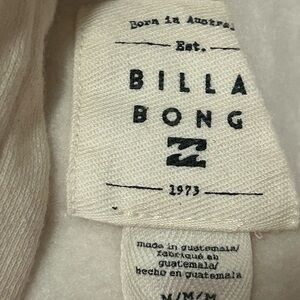 Born in Austral
Est.
BILLA
BONG
1973
made in guatemala/
fabriqué au
guatemala/
hecho en guatemala
M/M/M